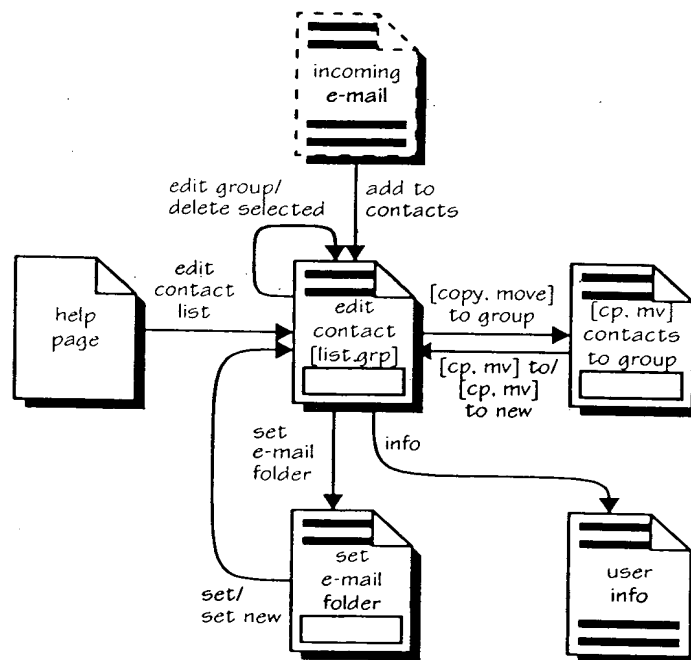 incoming
e-mail
edit group/
delete selected
add to
contacts
edit
contact
list
help
page
edit
contact
[list.grp]
[copy. move]
to group
[cp. mv]
contacts
to group
[cp. mv] to/
[cp. mv]
to new
set
e-mail
folder
info
set/
set new
set
e-mail
folder
user
info